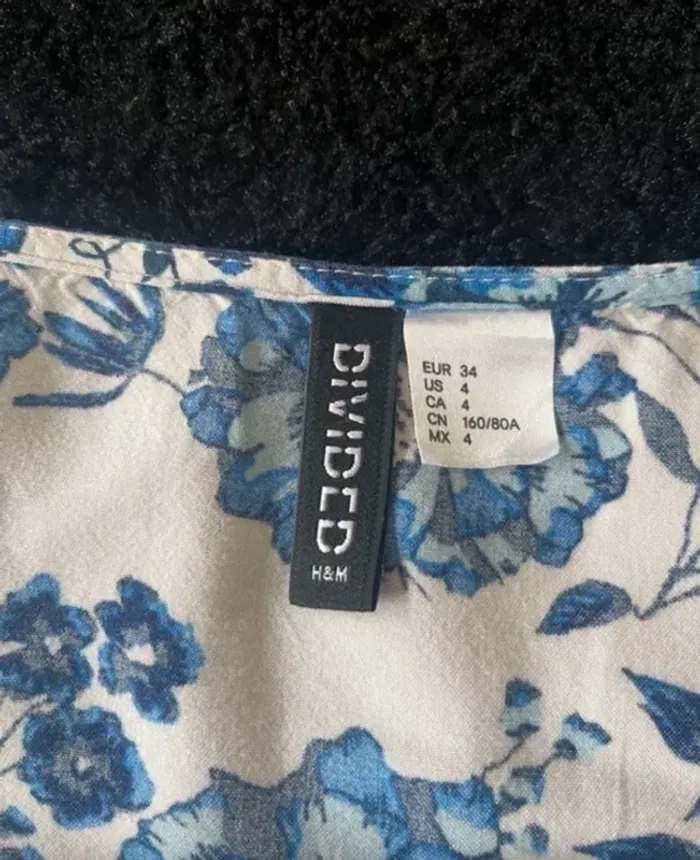 DIVIDED
H&M
EUR 34
US 4
CA 4
CN 160/80A
MX 4